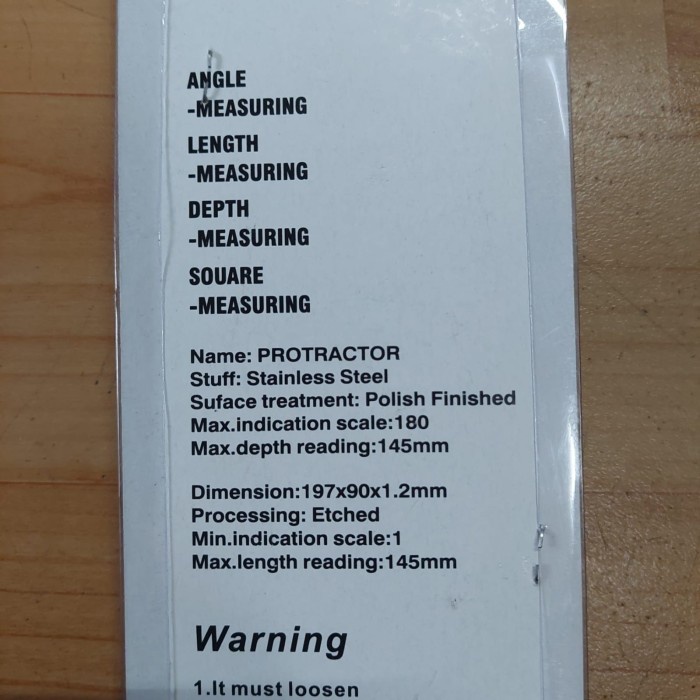 ANGLE
-MEASURING
LENGTH
-MEASURING
DEPTH
-MEASURING
SOUARE
-MEASURING
Name: PROTRACTOR
Stuff: Stainless Steel
Suface treatment: Polish Finished
Max.indication scale:180
Max.depth reading:145mm
Dimension:197x90x1.2mm
Processing: Etched
Min.indication scale:1
Max.length reading:145mm
Warning
1.It must loosen